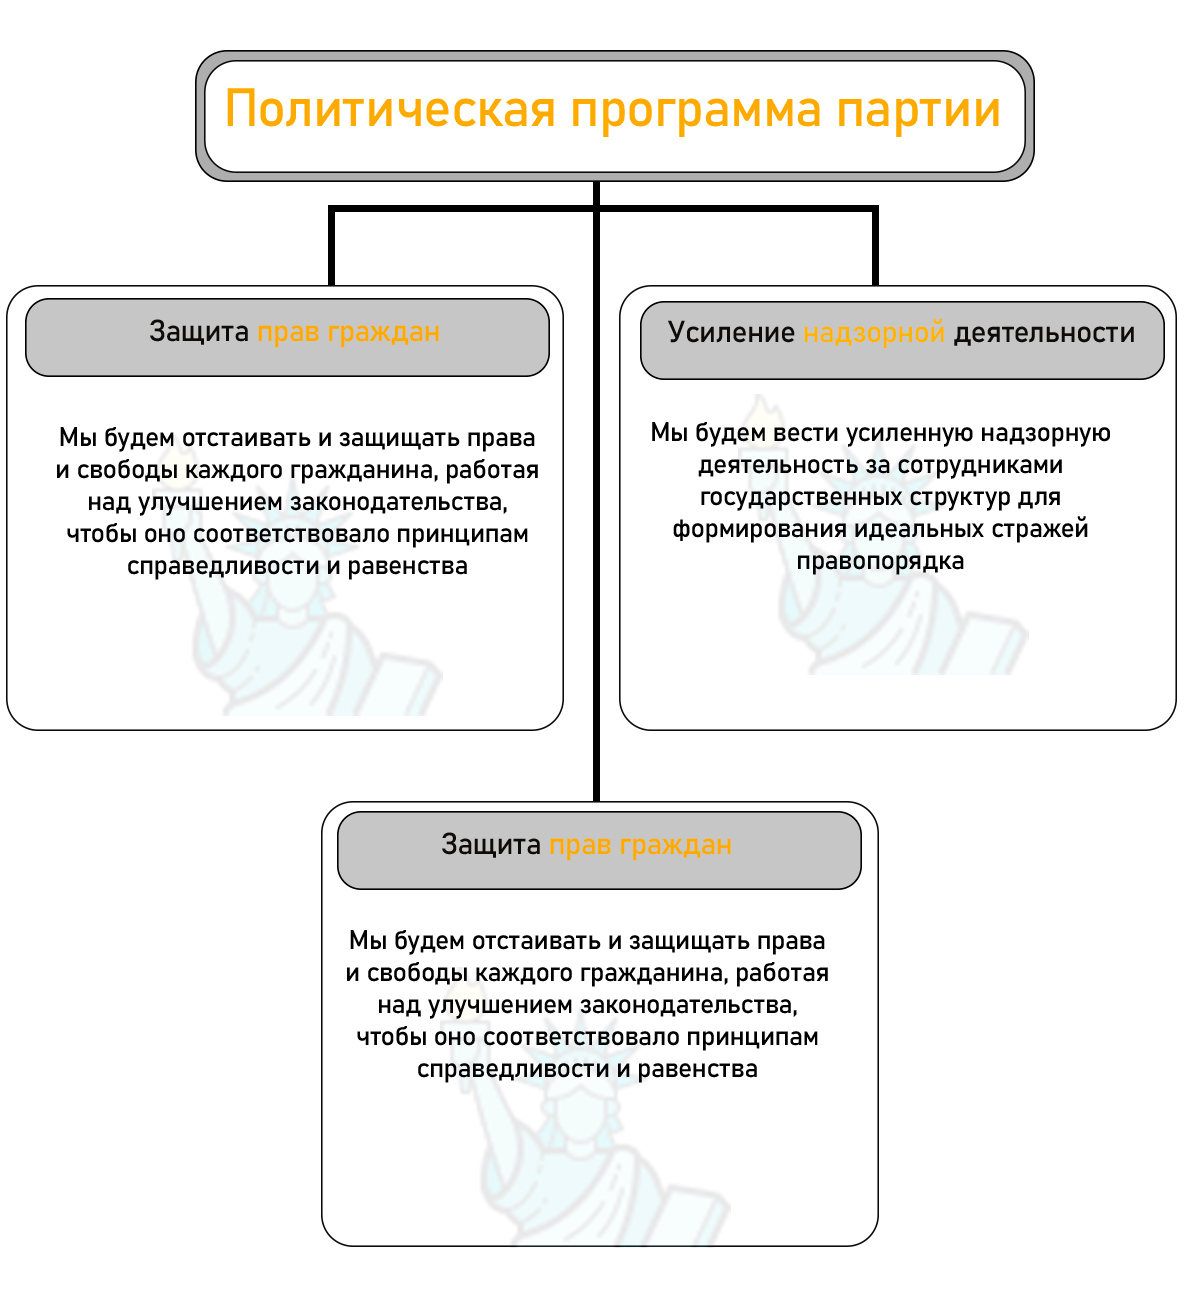 Политическая программа партии
Защита прав граждан
Мы будем отстаивать и защищать права
и свободы каждого гражданина, работая
над улучшением законодательства,
чтобы оно соответствовало принципам
справедливости и равенства
Усиление надзорной деятельности
Мы будем вести усиленную надзорную
деятельность за сотрудниками
государственных структур для
формирования идеальных стражей
правопорядка
Защита прав граждан
Мы будем отстаивать и защищать права
и свободы каждого гражданина, работая
над улучшением законодательства,
чтобы оно соответствовало принципам
справедливости и равенства